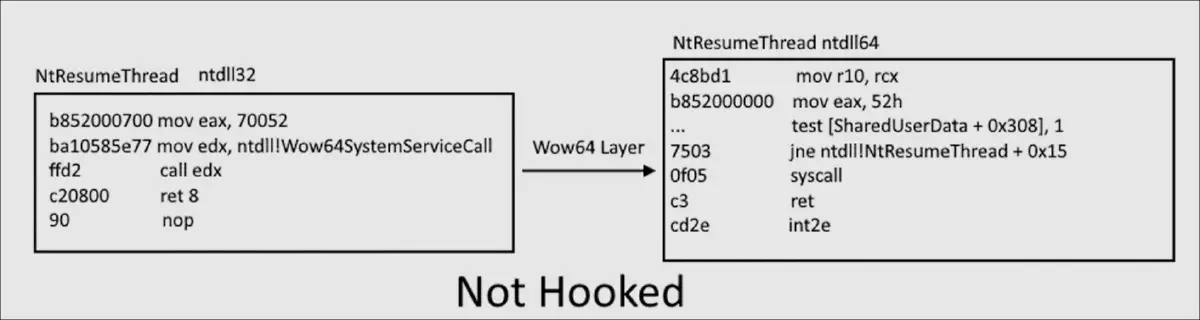 NtResumeThread ntdll32
b852000700 mov eax, 70052
ba10585e77 mov edx, ntdll!Wow64SystemServiceCall
ffd2 call edx
c20800 ret 8
90 nop
Wow64 Layer
NtResumeThread ntdll64
4c8bd1 mov r10, rcx
b852000000 mov eax, 52h
... test [SharedUserData + 0x308], 1
7503 jne ntdll!NtResumeThread + 0x15
0f05 syscall
c3 ret
cd2e int2e
Not Hooked